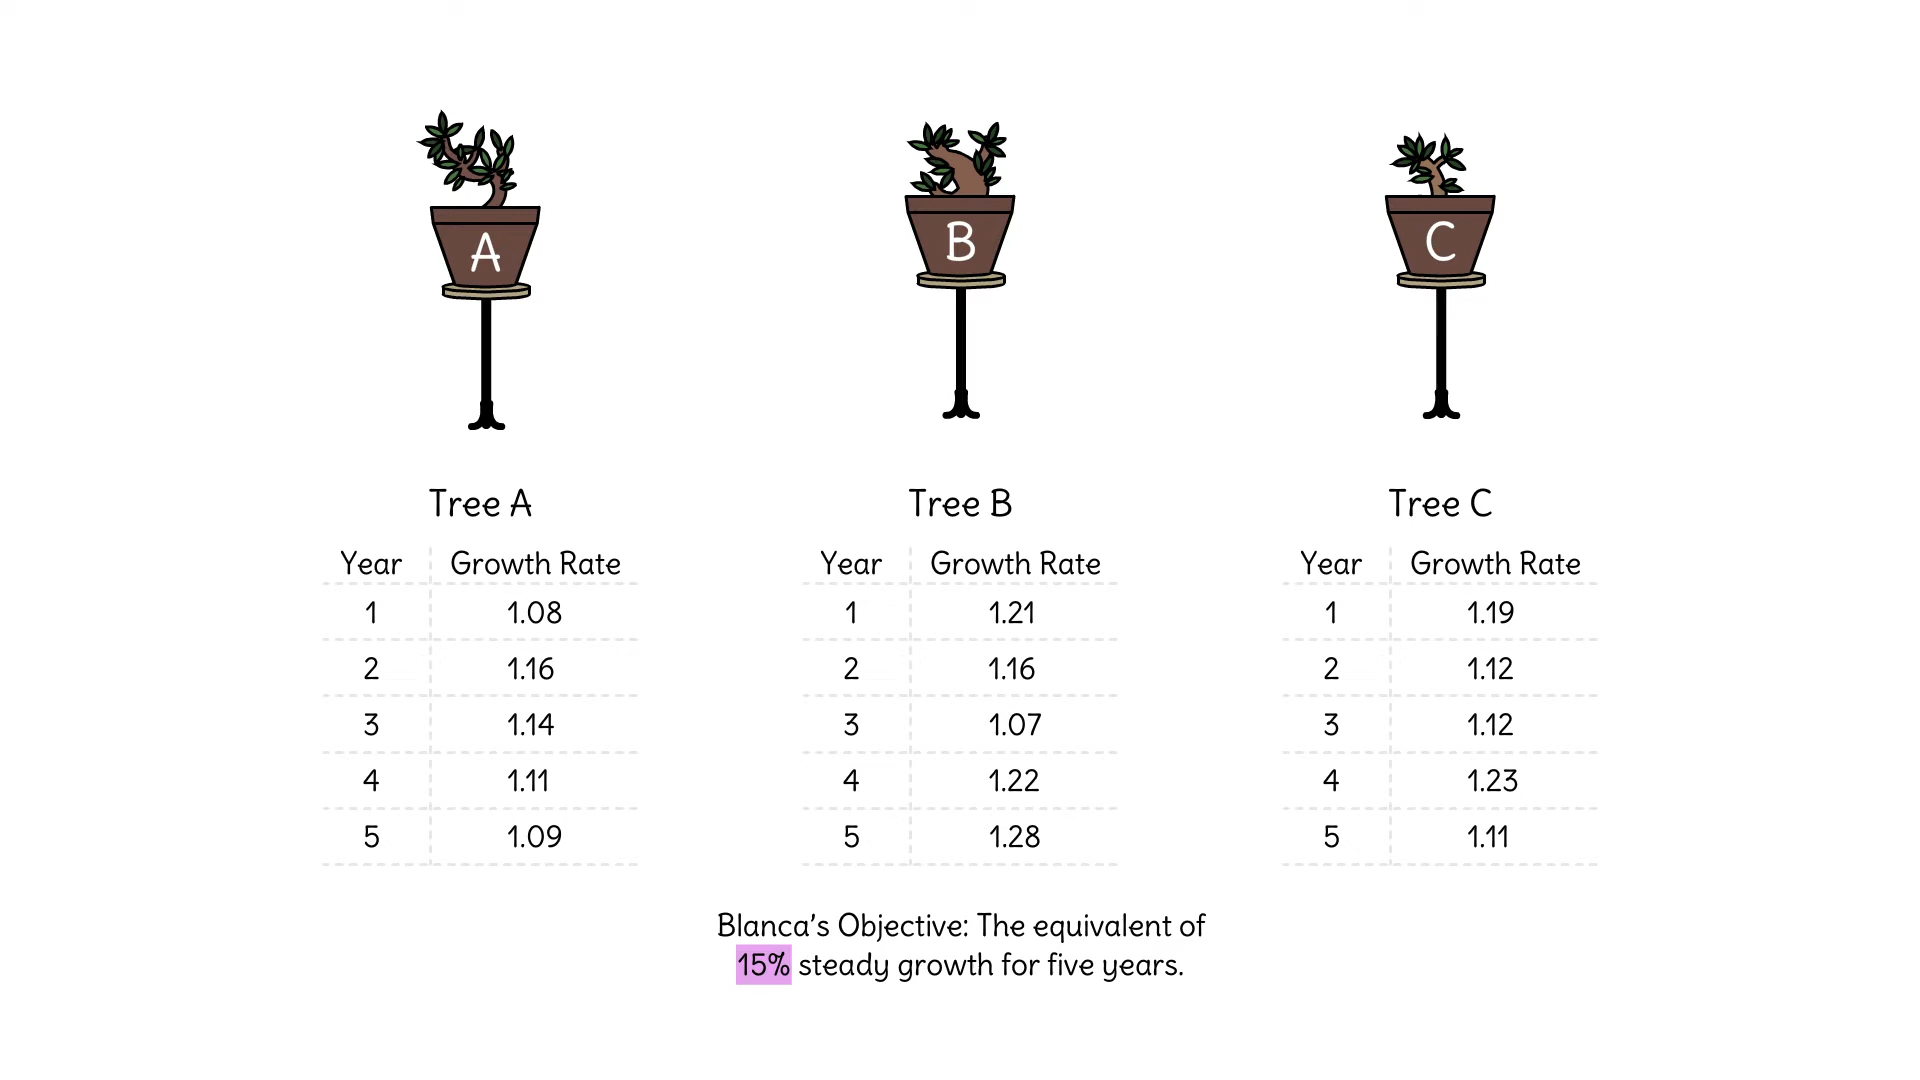 A
B
C
Tree A
Year Growth Rate
1 1.08
2 1.16
3 1.14
4 1.11
5 1.09
Tree B
Year Growth Rate
1 1.21
2 1.16
3 1.07
4 1.22
5 1.28
Tree C
Year Growth Rate
1 1.19
2 1.12
3 1.12
4 1.23
5 1.11
Blanca's Objective: The equivalent of
15% steady growth for five years.